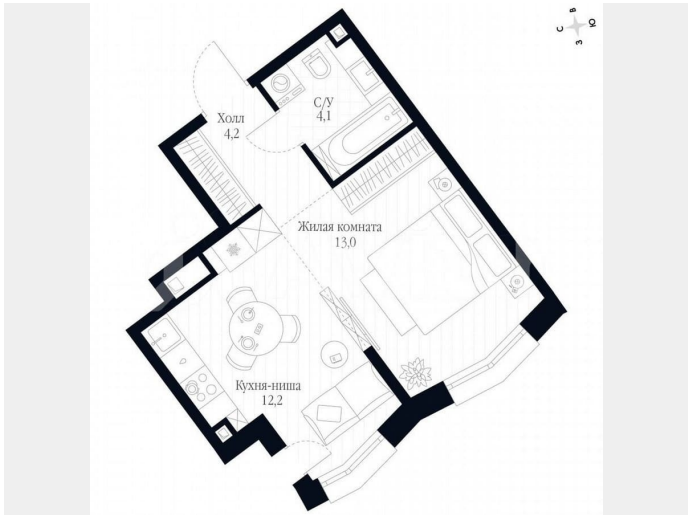 В
С Ю
З
С/У
4,1
Холл
4,2
Жилая комната
13,0
Кухня-ниша
12,2